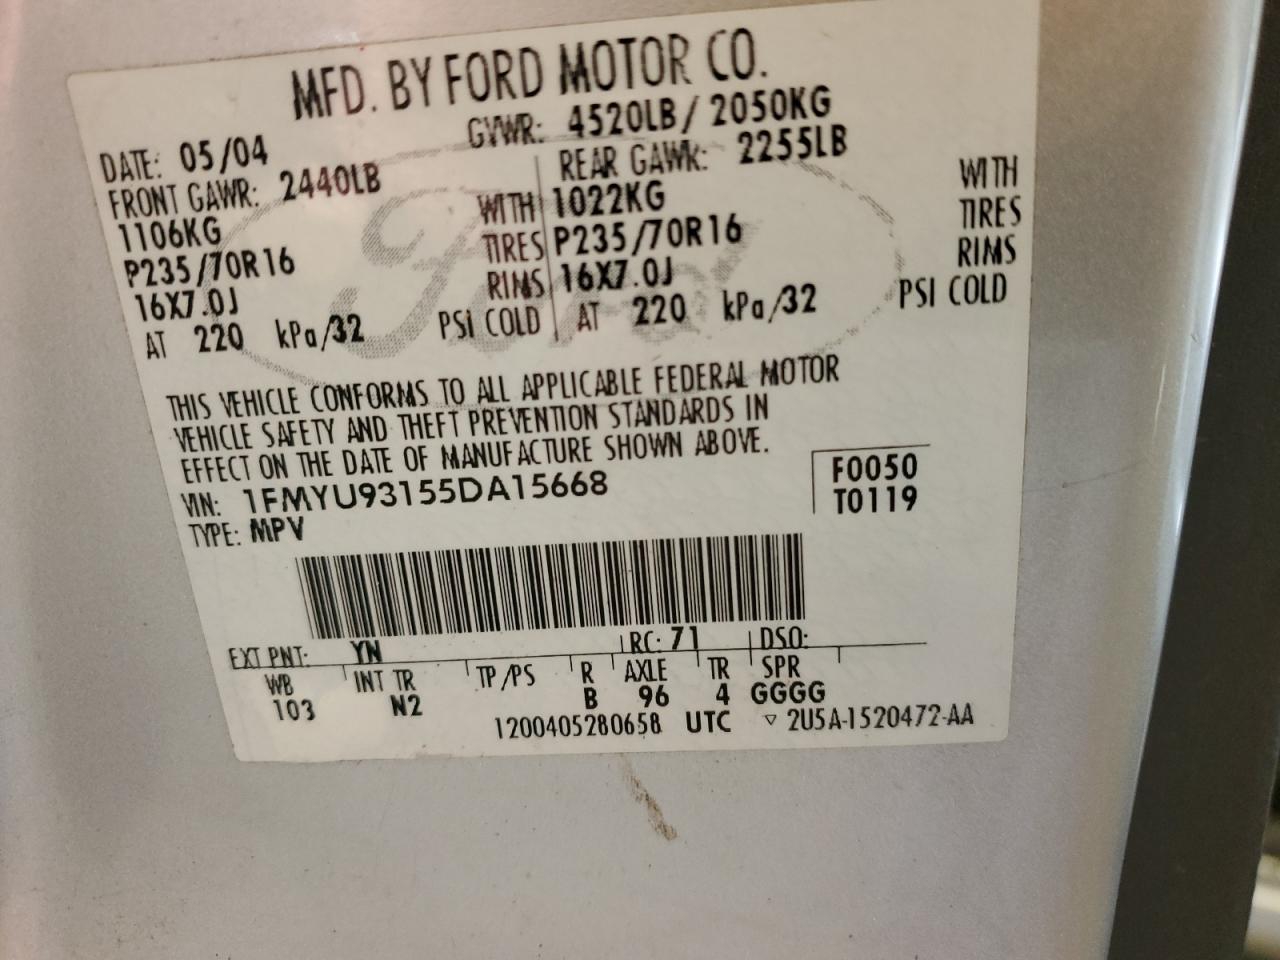 MFD. BY FORD MOTOR CO.
DATE: 05/04 GVWR: 4520LB / 2050KG
FRONT GAWR: 2440LB REAR GAWR: 2255LB
1106KG WITH 1022KG WITH
P235/70R16 TIRES P235/70R16 TIRES
16X7.0J RIMS 16X7.0J RIMS
AT 220 kPa/32 PSI COLD AT 220 kPa/32 PSI COLD
Ford
THIS VEHICLE CONFORMS TO ALL APPLICABLE FEDERAL MOTOR
VEHICLE SAFETY AND THEFT PREVENTION STANDARDS IN
EFFECT ON THE DATE OF MANUFACTURE SHOWN ABOVE.
VIN: 1FMYU93155DA15668 F0050
TYPE: MPV T0119
EXT PNT: YN RC: 71 DSO:
WB INT TR TP/PS R AXLE TR SPR
103 N2 B 96 4 GGGG
1200405280658 UTC ▽ 2U5A-1520472-AA